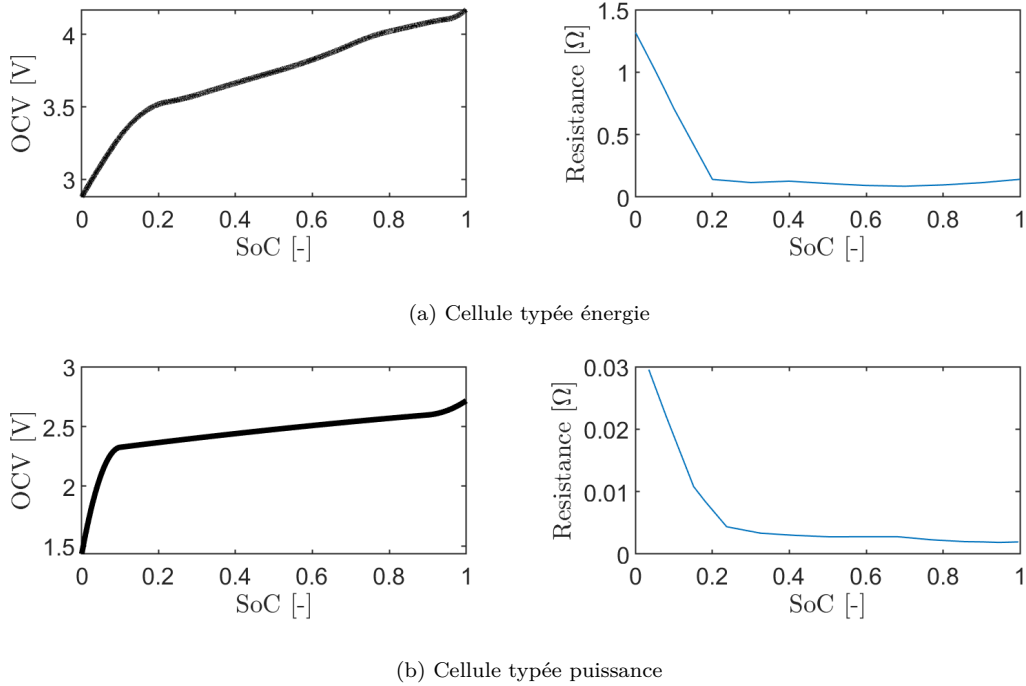 OCV [V]
4
3.5
3
0 0.2 0.4 0.6 0.8 1
SoC [-]
Resistance [Ω]
1.5
1
0.5
0
0 0.2 0.4 0.6 0.8 1
SoC [-]
(a) Cellule typée énergie
OCV [V]
3
2.5
2
1.5
0 0.2 0.4 0.6 0.8 1
SoC [-]
Resistance [Ω]
0.03
0.02
0.01
0
0 0.2 0.4 0.6 0.8 1
SoC [-]
(b) Cellule typée puissance